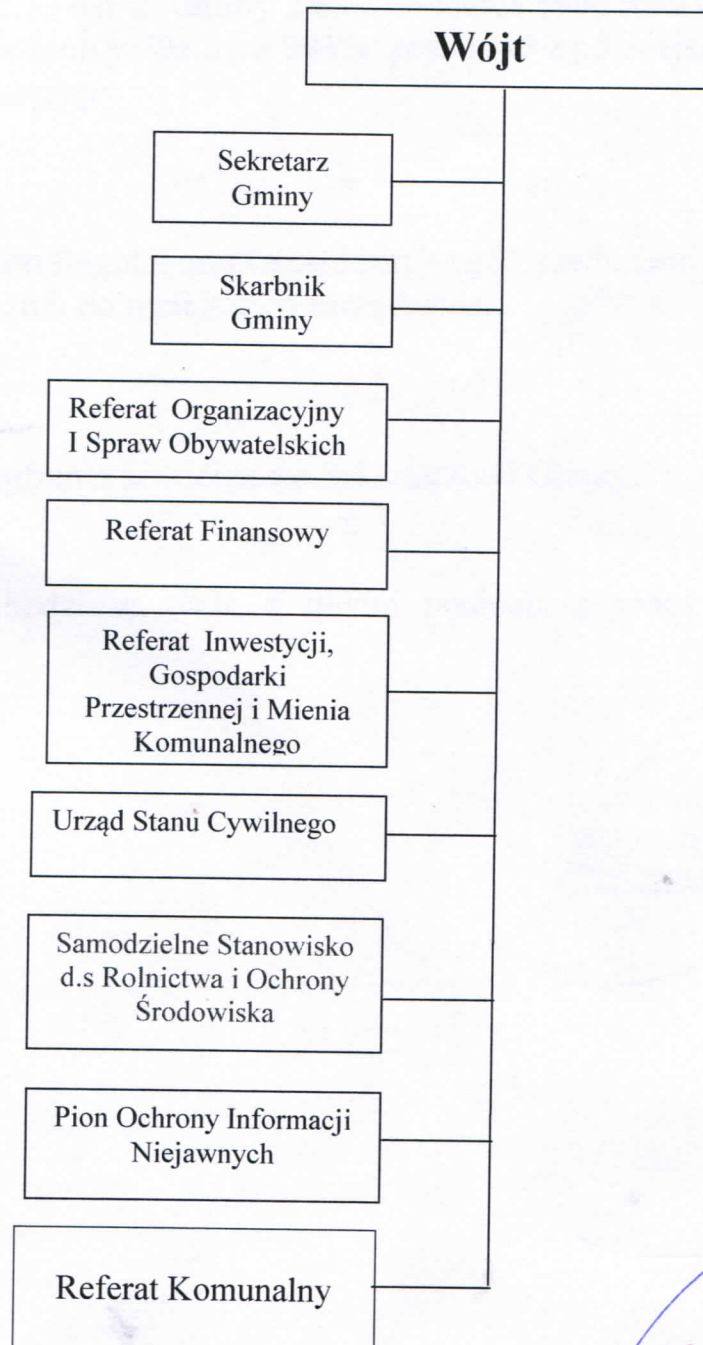 Wójt
Sekretarz
Gminy
Skarbnik
Gminy
Referat Organizacyjny
I Spraw Obywatelskich
Referat Finansowy
Referat Inwestycji,
Gospodarki
Przestrzennej i Mienia
Komunalnego
Urząd Stanu Cywilnego
Samodzielne Stanowisko
d.s Rolnictwa i Ochrony
Środowiska
Pion Ochrony Informacji
Niejawnych
Referat Komunalny